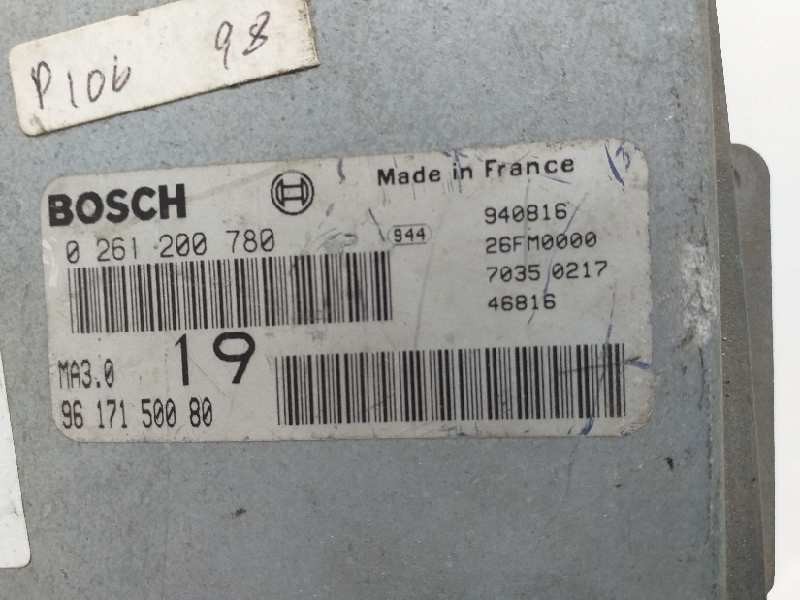 P106 98
BOSCH
Made in France
0 261 200 780
944
940816
26FM0000
7035 0217
46816
MA3.0
19
96 171 500 80